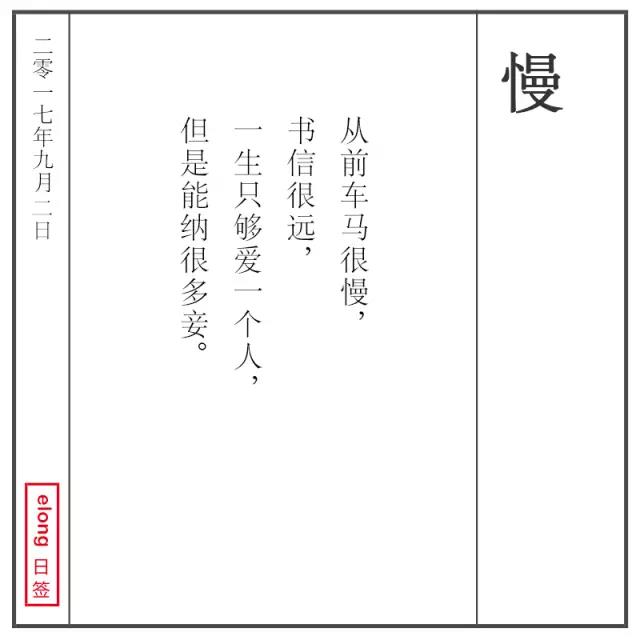 慢
从前车马很慢，
书信很远，
一生只够爱一个人，
但是能纳很多妾。
二零一七年九月二日
elong 日签